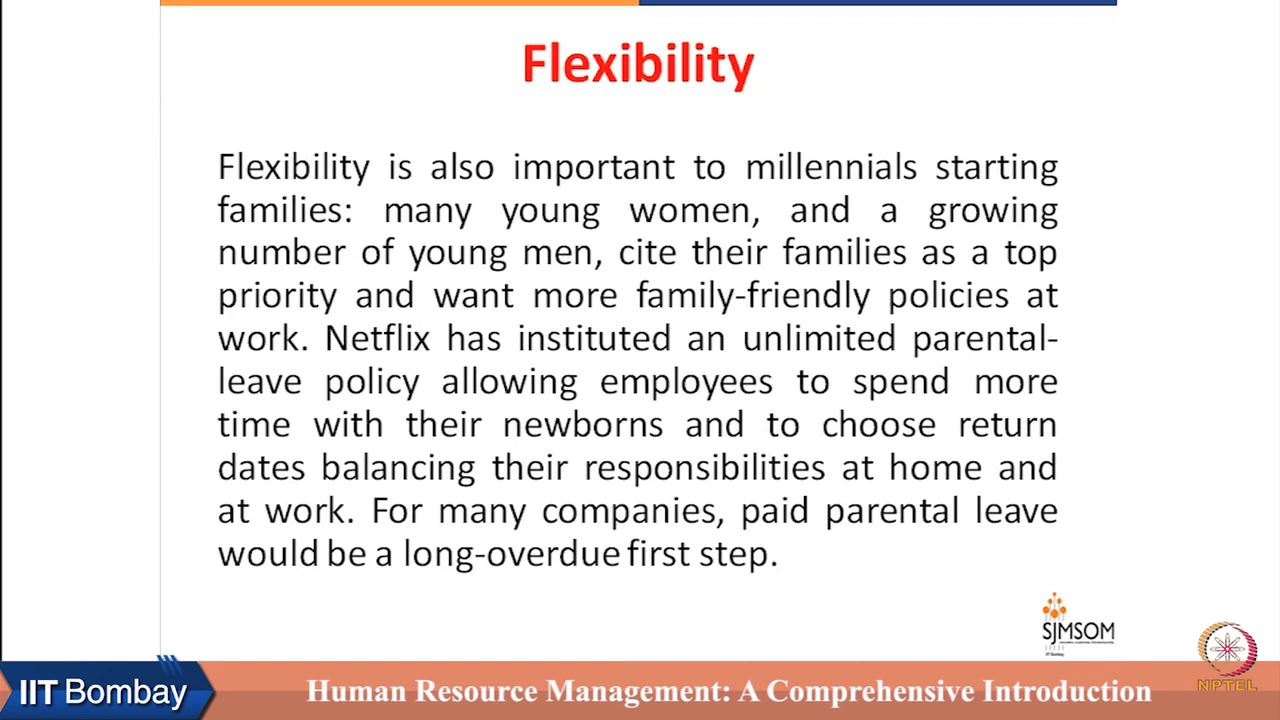 Flexibility
Flexibility is also important to millennials starting
families: many young women, and a growing
number of young men, cite their families as a top
priority and want more family-friendly policies at
work. Netflix has instituted an unlimited parental-
leave policy allowing employees to spend more
time with their newborns and to choose return
dates balancing their responsibilities at home and
at work. For many companies, paid parental leave
would be a long-overdue first step.
SJMSOM
IIT Bombay
NPTEL
IIT Bombay
Human Resource Management: A Comprehensive Introduction